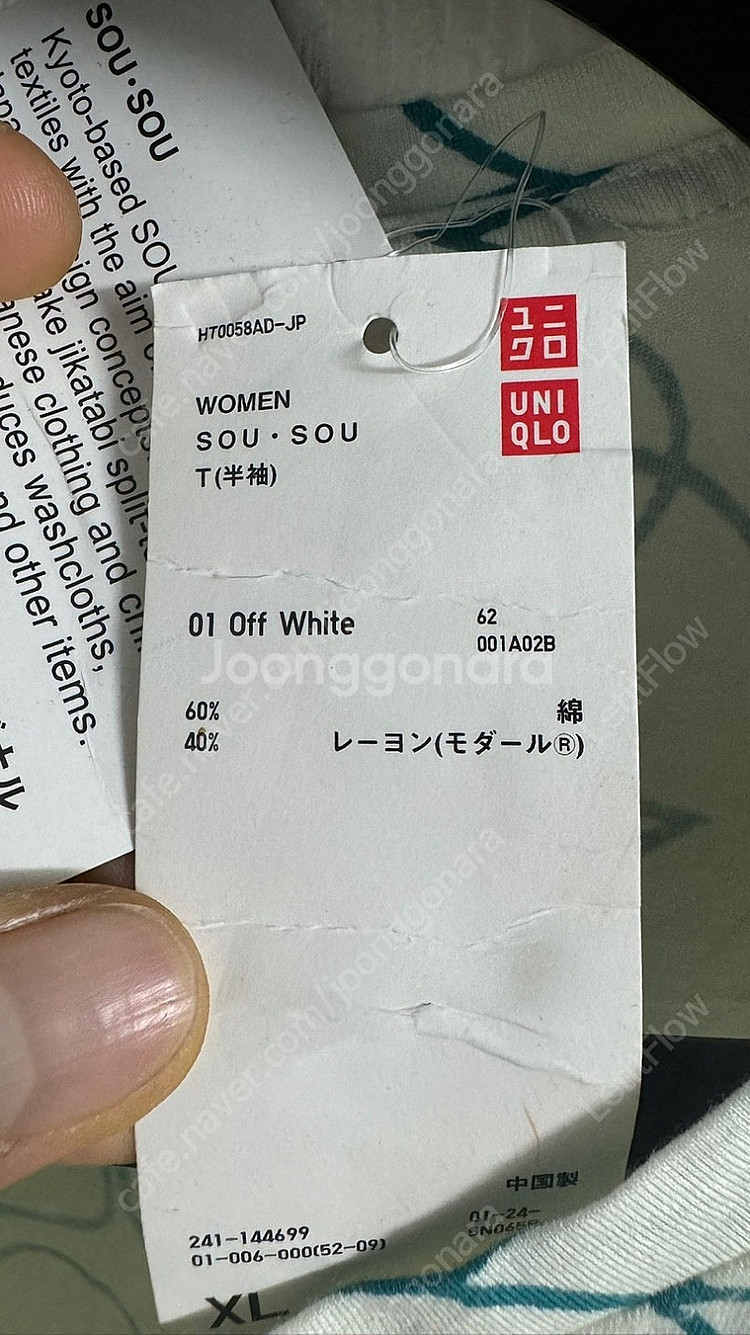 SOU・SOU
Kyoto-based SOU
textiles with the aim
design concepts
jikatabi split-t
anese clothing and
duces washcloths,
nd other items.
HT0058AD-JP
ユニ
クロ
UNI
QLO
WOMEN
SOU・SOU
T(半袖)
01 Off White
62
001A02B
60% 綿
40% レーヨン(モダール®)
中国製
01-24-
241-144699
01-006-000(52-09)
XL
Joonggonara
cafe.naver.com/joonggonara